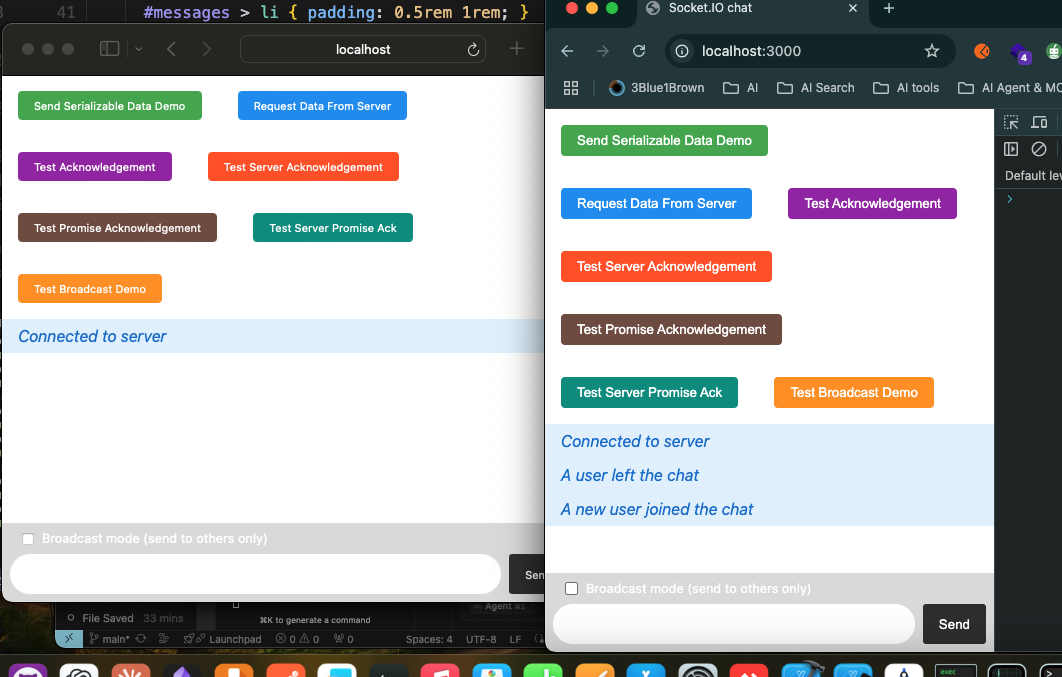 41 #messages > li { padding: 0.5rem 1rem; }
localhost
Send Serializable Data Demo
Request Data From Server
Test Acknowledgement
Test Server Acknowledgement
Test Promise Acknowledgement
Test Server Promise Ack
Test Broadcast Demo
Connected to server
Broadcast mode (send to others only)
Sen
File Saved 33 mins
Agent ⌘I
⌘K to generate a command
main*
Launchpad
0 0 0
Spaces: 4 UTF-8 LF
Socket.IO chat
localhost:3000
4
3Blue1Brown AI AI Search AI tools AI Agent & MC
Send Serializable Data Demo
Request Data From Server
Test Acknowledgement
Test Server Acknowledgement
Test Promise Acknowledgement
Test Server Promise Ack
Test Broadcast Demo
Connected to server
A user left the chat
A new user joined the chat
Broadcast mode (send to others only)
Send
Default lev
exec